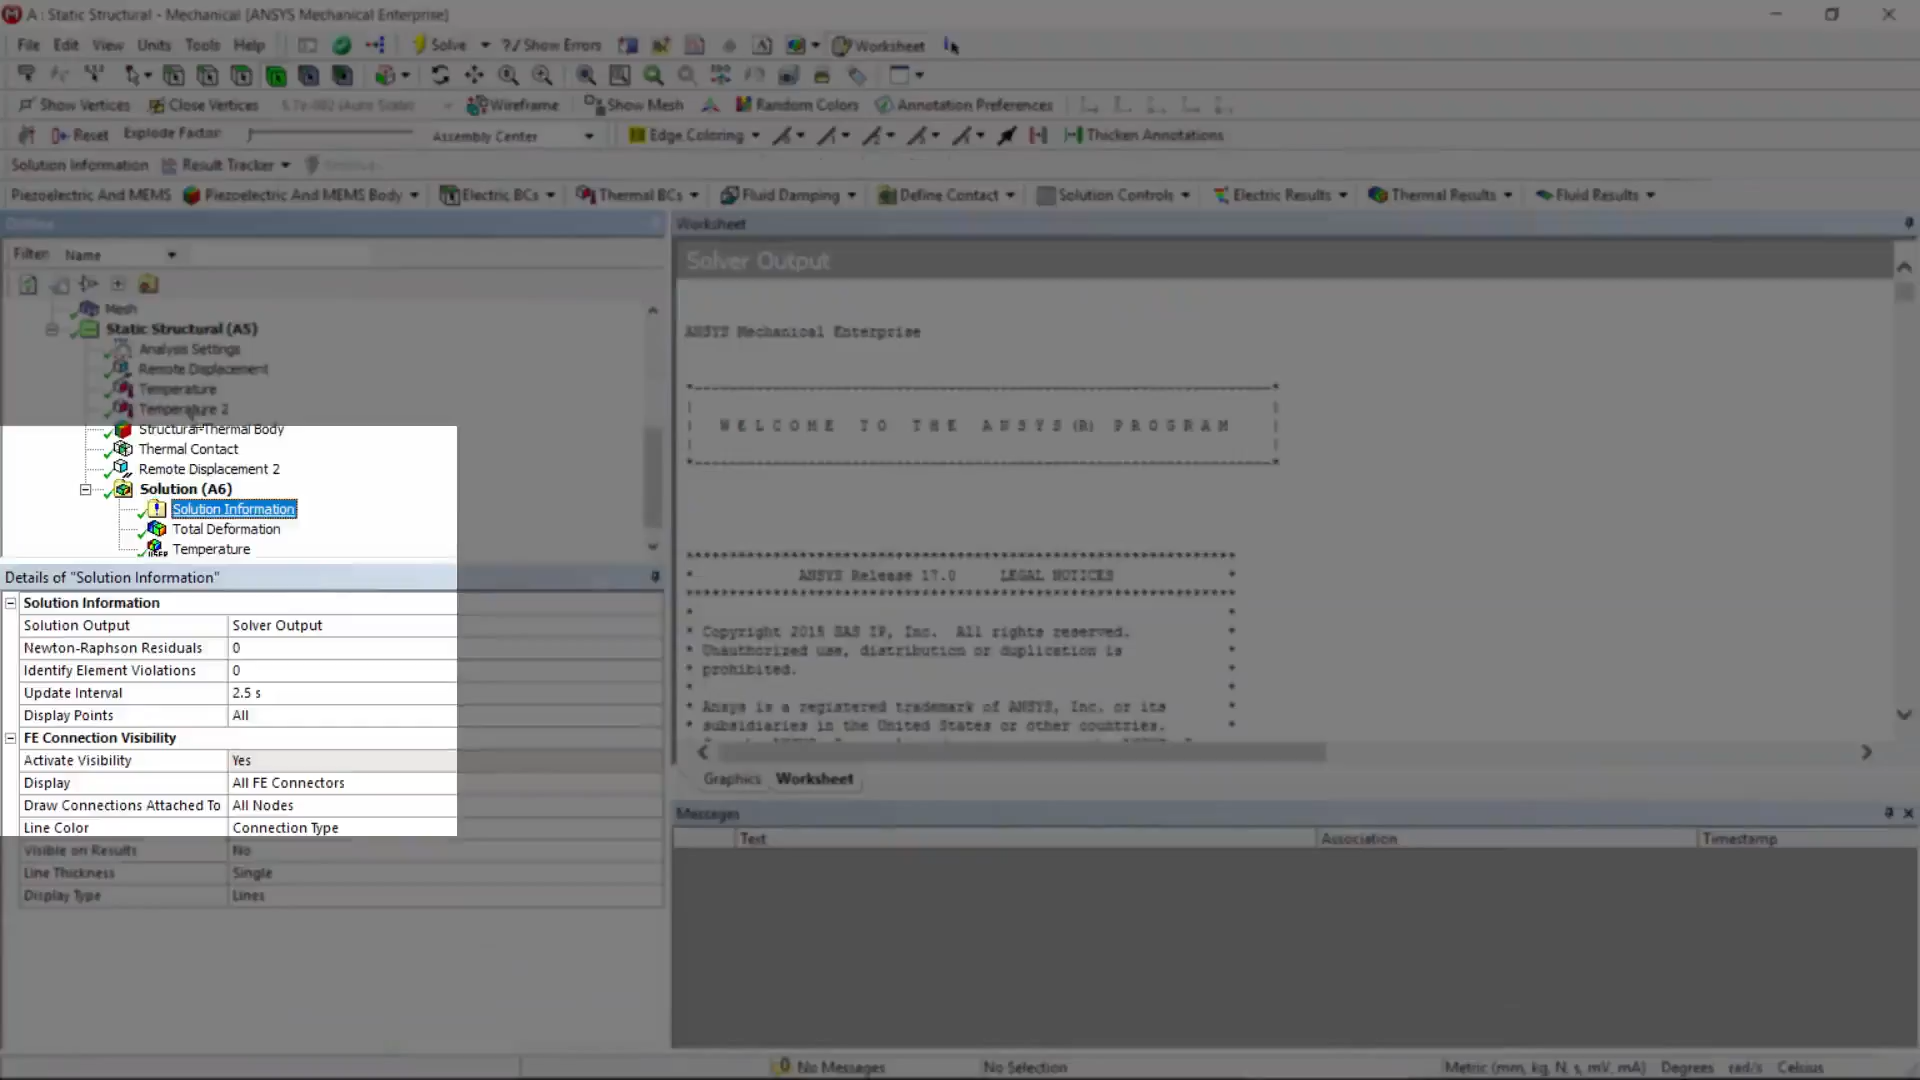 A : Static Structural - Mechanical [ANSYS Mechanical Enterprise]
File Edit View Units Tools Help Solve ?/ Show Errors Worksheet
Show Vertices Close Vertices Wireframe Show Mesh Random Colors Annotation Preferences
Reset Explode Factor Assembly Center Edge Coloring Thicken Annotations
Solution Information Result Tracker
Piezoelectric And MEMS Piezoelectric And MEMS Body Electric BCs Thermal BCs Fluid Damping Define Contact Solution Controls Electric Results Thermal Results Fluid Results
Outline
Filter: Name
Mesh
Static Structural (A5)
Analysis Settings
Remote Displacement
Temperature
Temperature 2
Structural-Thermal Body
Thermal Contact
Remote Displacement 2
Solution (A6)
Solution Information
Total Deformation
Temperature
Details of "Solution Information"
Solution Information
Solution Output Solver Output
Newton-Raphson Residuals 0
Identify Element Violations 0
Update Interval 2.5 s
Display Points All
FE Connection Visibility
Activate Visibility Yes
Display All FE Connectors
Draw Connections Attached To All Nodes
Line Color Connection Type
Visible on Results No
Line Thickness Single
Display Type Lines
Worksheet
Solver Output
ANSYS Mechanical Enterprise
*------------------------------------------------------------------*
| W E L C O M E   T O   T H E   A N S Y S (R)   P R O G R A M |
*------------------------------------------------------------------*
***************************************************************
* ANSYS Release 17.0 LEGAL NOTICES *
***************************************************************
* *
* Copyright 2015 SAS IP, Inc. All rights reserved. *
* Unauthorized use, distribution or duplication is *
* prohibited. *
* *
* Ansys is a registered trademark of ANSYS, Inc. or its *
* subsidiaries in the United States or other countries. *
Graphics Worksheet
Messages
Text Association Timestamp
No Messages No Selection Metric (mm, kg, N, s, mV, mA) Degrees rad/s Celsius